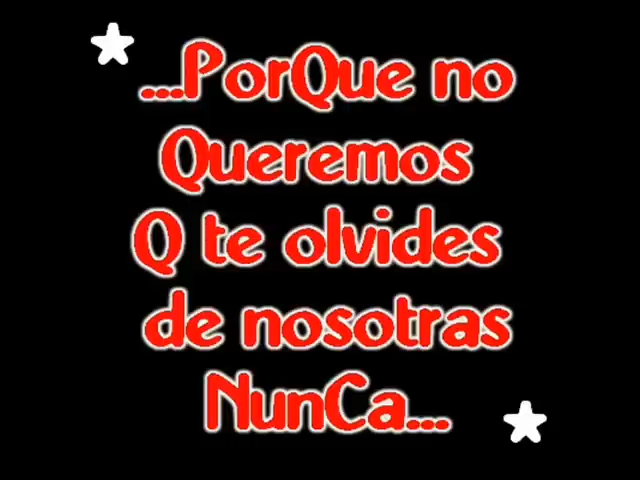 ...PorQue no
Queremos
Q te olvides
de nosotras
NunCa...